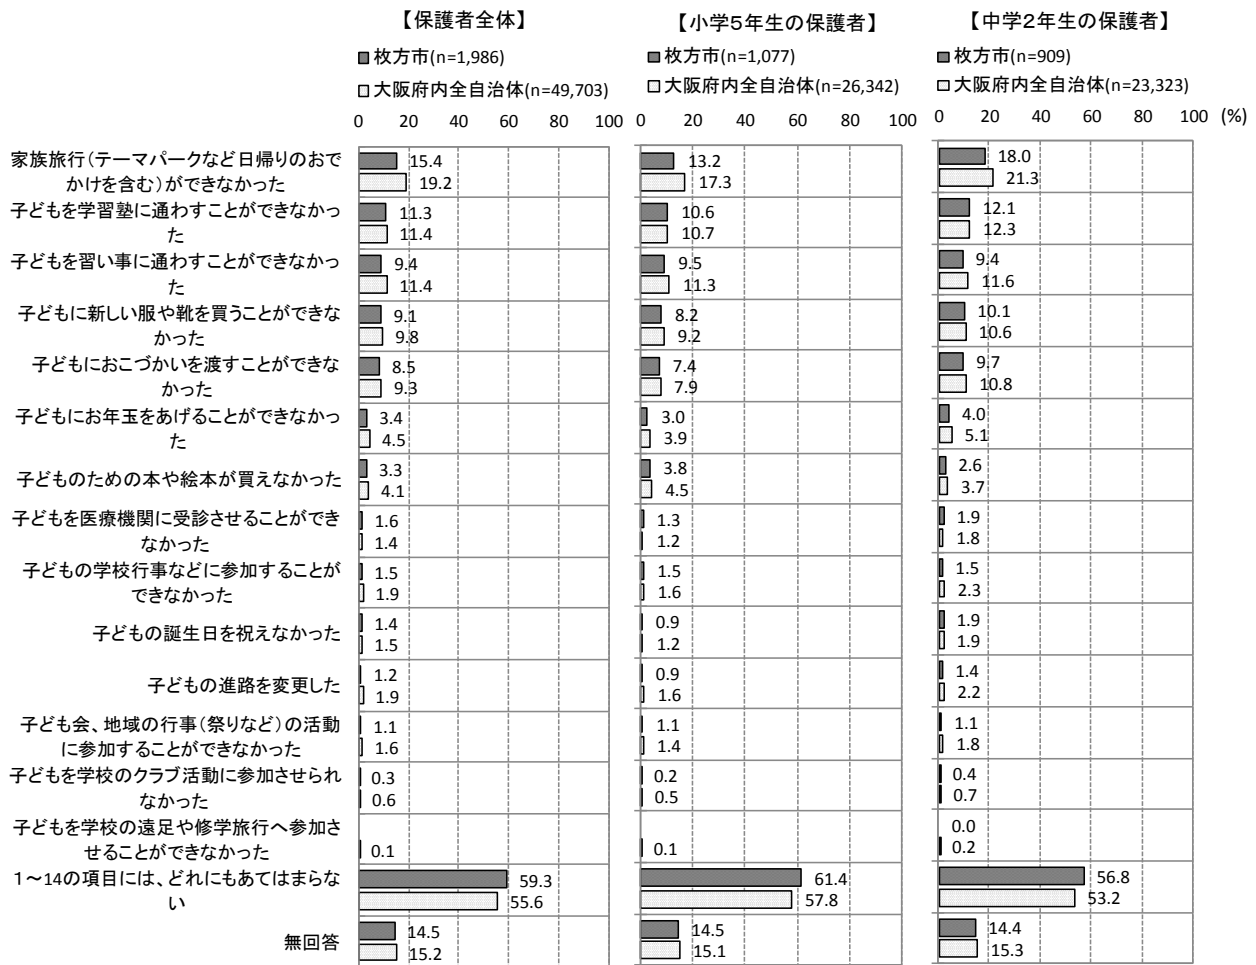 【保護者全体】
【小学5年生の保護者】
【中学2年生の保護者】
枚方市(n=1,986)
枚方市(n=1,077)
枚方市(n=909)
大阪府内全自治体(n=49,703)
大阪府内全自治体(n=26,342)
大阪府内全自治体(n=23,323)
0 20 40 60 80 100
0 20 40 60 80 100
0 20 40 60 80 100 (%)
家族旅行(テーマパークなど日帰りのおで
かけを含む)ができなかった
15.4
19.2
13.2
17.3
18.0
21.3
子どもを学習塾に通わすことができなかっ
た
11.3
11.4
10.6
10.7
12.1
12.3
子どもを習い事に通わすことができなかっ
た
9.4
11.4
9.5
11.3
9.4
11.6
子どもに新しい服や靴を買うことができな
かった
9.1
9.8
8.2
9.2
10.1
10.6
子どもにおこづかいを渡すことができな
かった
8.5
9.3
7.4
7.9
9.7
10.8
子どもにお年玉をあげることができなかっ
た
3.4
4.5
3.0
3.9
4.0
5.1
子どものための本や絵本が買えなかった
3.3
4.1
3.8
4.5
2.6
3.7
子どもを医療機関に受診させることができ
なかった
1.6
1.4
1.3
1.2
1.9
1.8
子どもの学校行事などに参加することが
できなかった
1.5
1.9
1.5
1.6
1.5
2.3
子どもの誕生日を祝えなかった
1.4
1.5
0.9
1.2
1.9
1.9
子どもの進路を変更した
1.2
1.9
0.9
1.6
1.4
2.2
子ども会、地域の行事(祭りなど)の活動
に参加することができなかった
1.1
1.6
1.1
1.4
1.1
1.8
子どもを学校のクラブ活動に参加させられ
なかった
0.3
0.6
0.2
0.5
0.4
0.7
子どもを学校の遠足や修学旅行へ参加さ
せることができなかった
0.1
0.1
0.0
0.2
1~14の項目には、どれにもあてはまらな
い
59.3
55.6
61.4
57.8
56.8
53.2
無回答
14.5
15.2
14.5
15.1
14.4
15.3